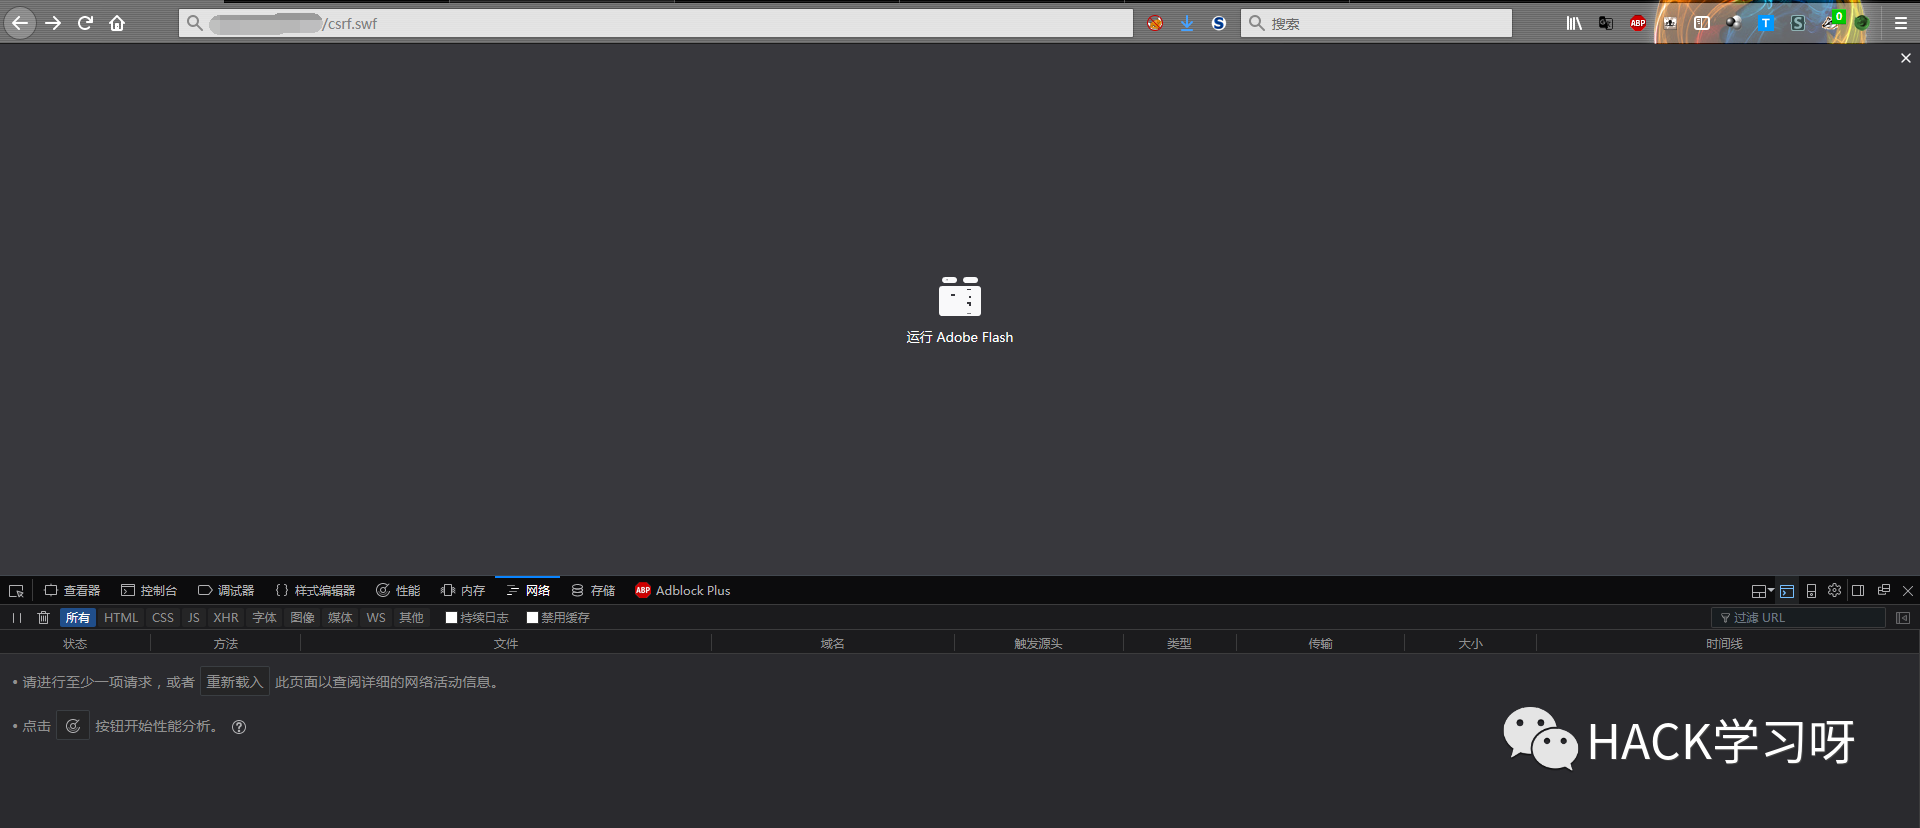 /csrf.swf
搜索
ABP
T
S
0
运行 Adobe Flash
查看器 控制台 调试器 {} 样式编辑器 性能 内存 网络 存储 ABP Adblock Plus
所有 HTML CSS JS XHR 字体 图像 媒体 WS 其他 持续日志 禁用缓存 过滤 URL
状态 方法 文件 域名 触发源头 类型 传输 大小 时间线
• 请进行至少一项请求，或者 重新载入 此页面以查阅详细的网络活动信息。
• 点击 按钮开始性能分析。 ?
HACK学习呀